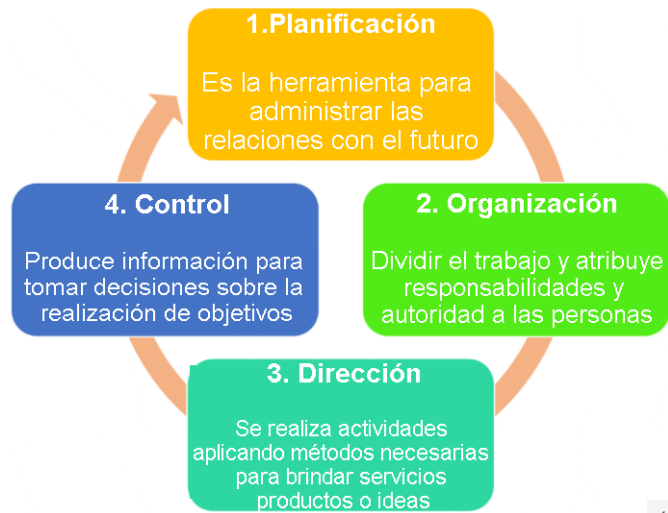 1.Planificación
Es la herramienta para
administrar las
relaciones con el futuro
2. Organización
Dividir el trabajo y atribuye
responsabilidades y
autoridad a las personas
3. Dirección
Se realiza actividades
aplicando métodos necesarias
para brindar servicios
productos o ideas
4. Control
Produce información para
tomar decisiones sobre la
realización de objetivos